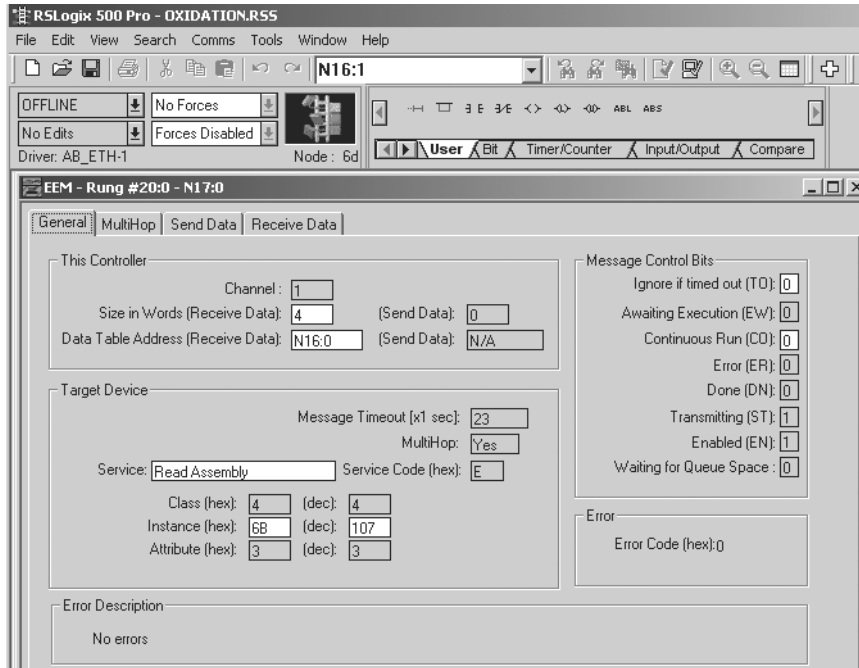 RSLogix 500 Pro - OXIDATION.RSS
File Edit View Search Comms Tools Window Help
N16:1
OFFLINE No Forces
No Edits Forces Disabled
ABL ABS
Driver: AB_ETH-1 Node : 6d
User Bit Timer/Counter Input/Output Compare
EEM - Rung #20:0 - N17:0
General MultiHop Send Data Receive Data
This Controller
Channel : 1
Size in Words (Receive Data): 4 (Send Data): 0
Data Table Address (Receive Data): N16:0 (Send Data): N/A
Target Device
Message Timeout [x1 sec]: 23
MultiHop: Yes
Service: Read Assembly Service Code (hex): E
Class (hex): 4 (dec): 4
Instance (hex): 6B (dec): 107
Attribute (hex): 3 (dec): 3
Message Control Bits
Ignore if timed out (TO): 0
Awaiting Execution (EW): 0
Continuous Run (CO): 0
Error (ER): 0
Done (DN): 0
Transmitting (ST): 1
Enabled (EN): 1
Waiting for Queue Space : 0
Error
Error Code (hex):0
Error Description
No errors